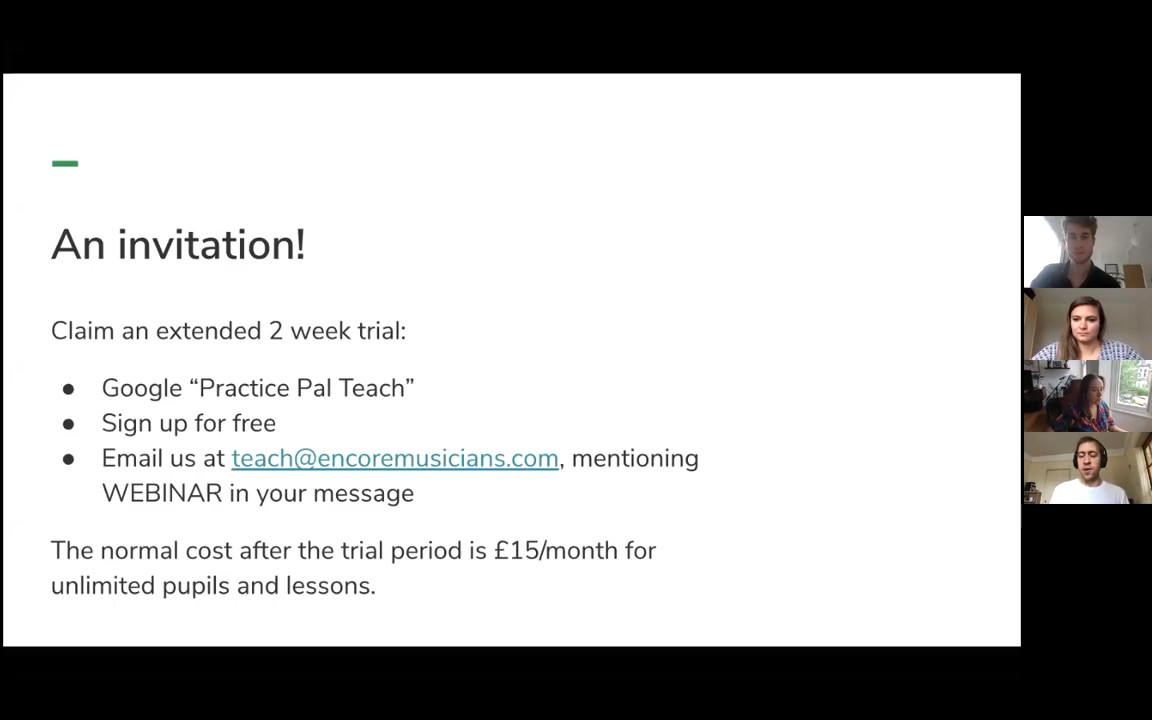 An invitation!
Claim an extended 2 week trial:
● Google “Practice Pal Teach”
● Sign up for free
● Email us at teach@encoremusicians.com, mentioning
WEBINAR in your message
The normal cost after the trial period is £15/month for
unlimited pupils and lessons.